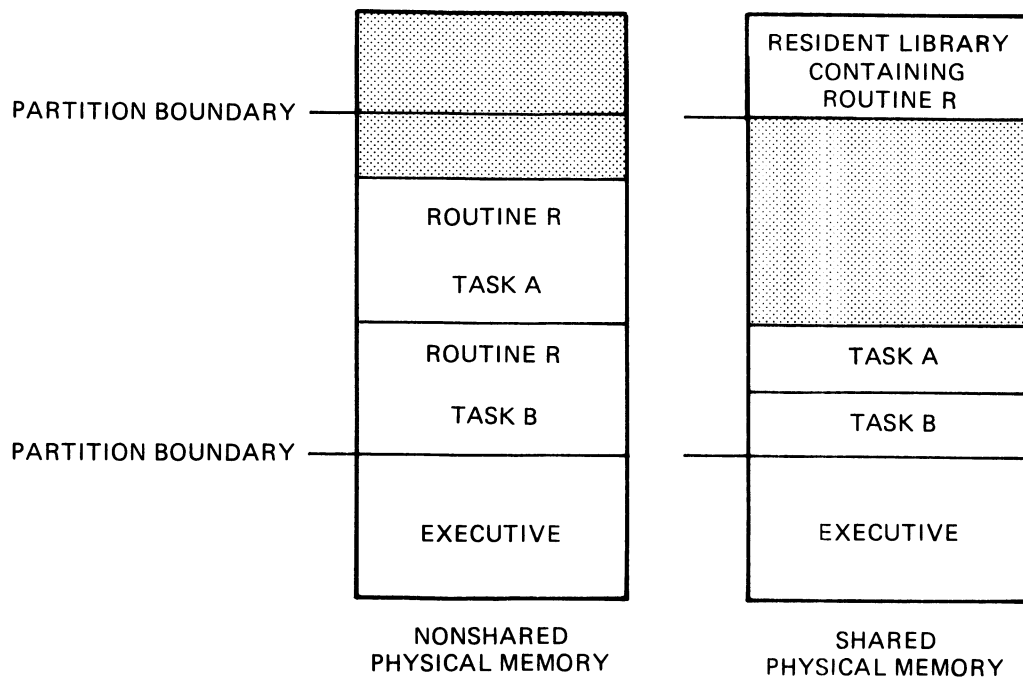 RESIDENT LIBRARY
CONTAINING
ROUTINE R
PARTITION BOUNDARY
ROUTINE R
TASK A
ROUTINE R
TASK A
TASK B
TASK B
PARTITION BOUNDARY
EXECUTIVE
EXECUTIVE
NONSHARED
PHYSICAL MEMORY
SHARED
PHYSICAL MEMORY